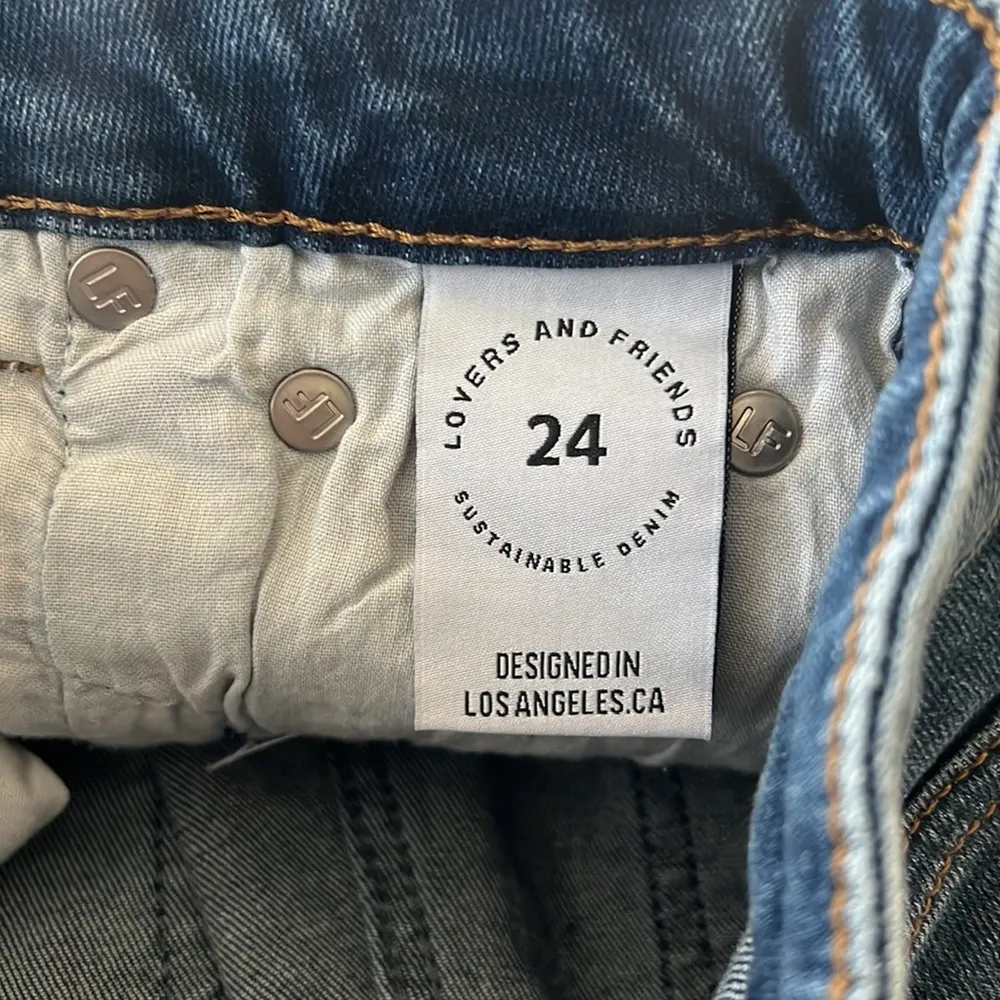 LF
LF
LOVERS AND FRIENDS
24
LF
SUSTAINABLE DENIM
DESIGNED IN
LOS ANGELES.CA